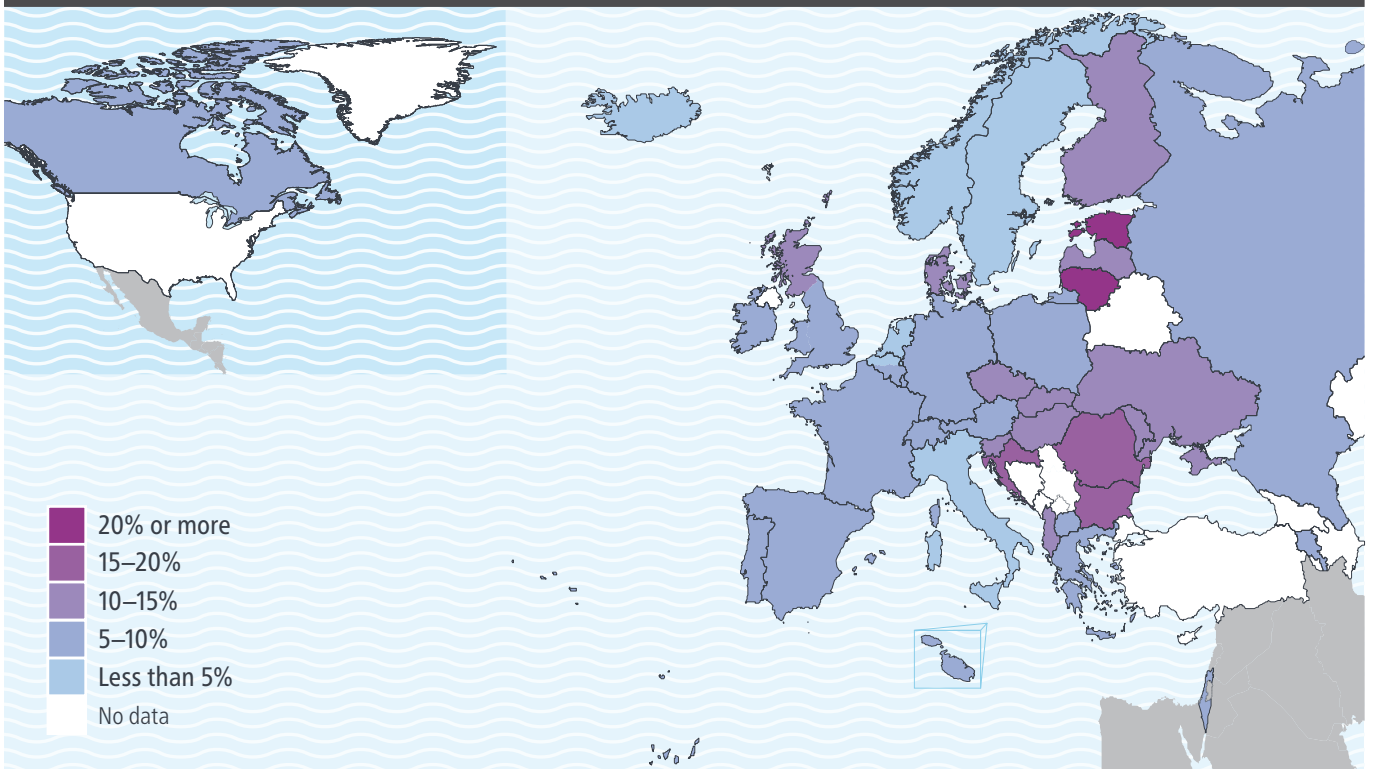 20% or more
15–20%
10–15%
5–10%
Less than 5%
No data